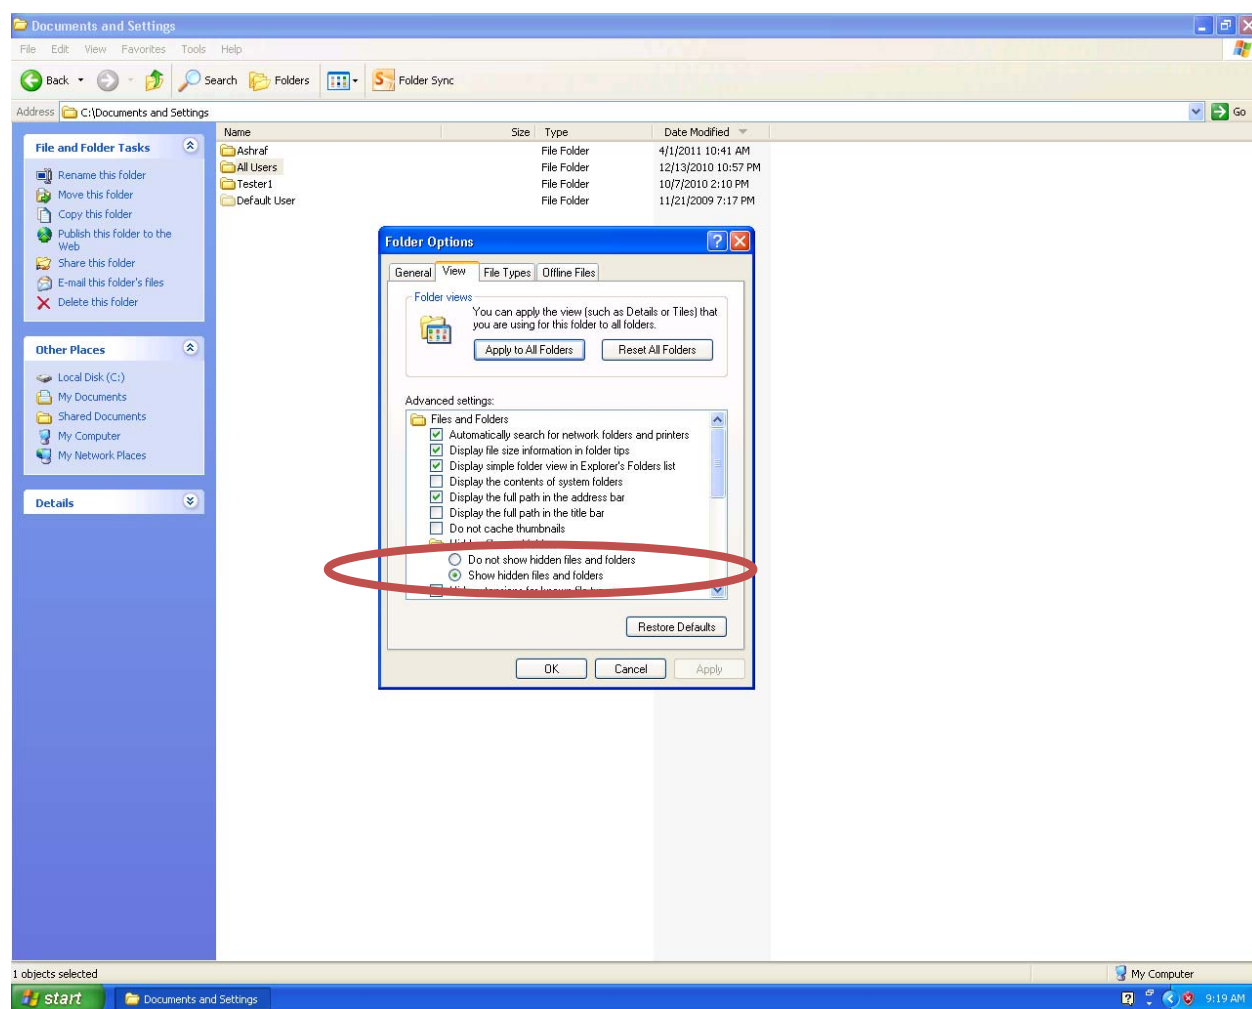 Documents and Settings
File Edit View Favorites Tools Help
Back Search Folders Folder Sync
Address C:\Documents and Settings Go
Name Size Type Date Modified
Ashraf File Folder 4/1/2011 10:41 AM
All Users File Folder 12/13/2010 10:57 PM
Tester1 File Folder 10/7/2010 2:10 PM
Default User File Folder 11/21/2009 7:17 PM
File and Folder Tasks
Rename this folder
Move this folder
Copy this folder
Publish this folder to the
Web
Share this folder
E-mail this folder's files
Delete this folder
Other Places
Local Disk (C:)
My Documents
Shared Documents
My Computer
My Network Places
Details
Folder Options
General View File Types Offline Files
Folder views
You can apply the view (such as Details or Tiles) that
you are using for this folder to all folders.
Apply to All Folders Reset All Folders
Advanced settings:
Files and Folders
Automatically search for network folders and printers
Display file size information in folder tips
Display simple folder view in Explorer's Folders list
Display the contents of system folders
Display the full path in the address bar
Display the full path in the title bar
Do not cache thumbnails
Do not show hidden files and folders
Show hidden files and folders
Restore Defaults
OK Cancel Apply
1 objects selected My Computer
start Documents and Settings 9:19 AM